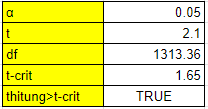 α 0.05
t 2.1
df 1313.36
t-crit 1.65
thitung>t-crit TRUE